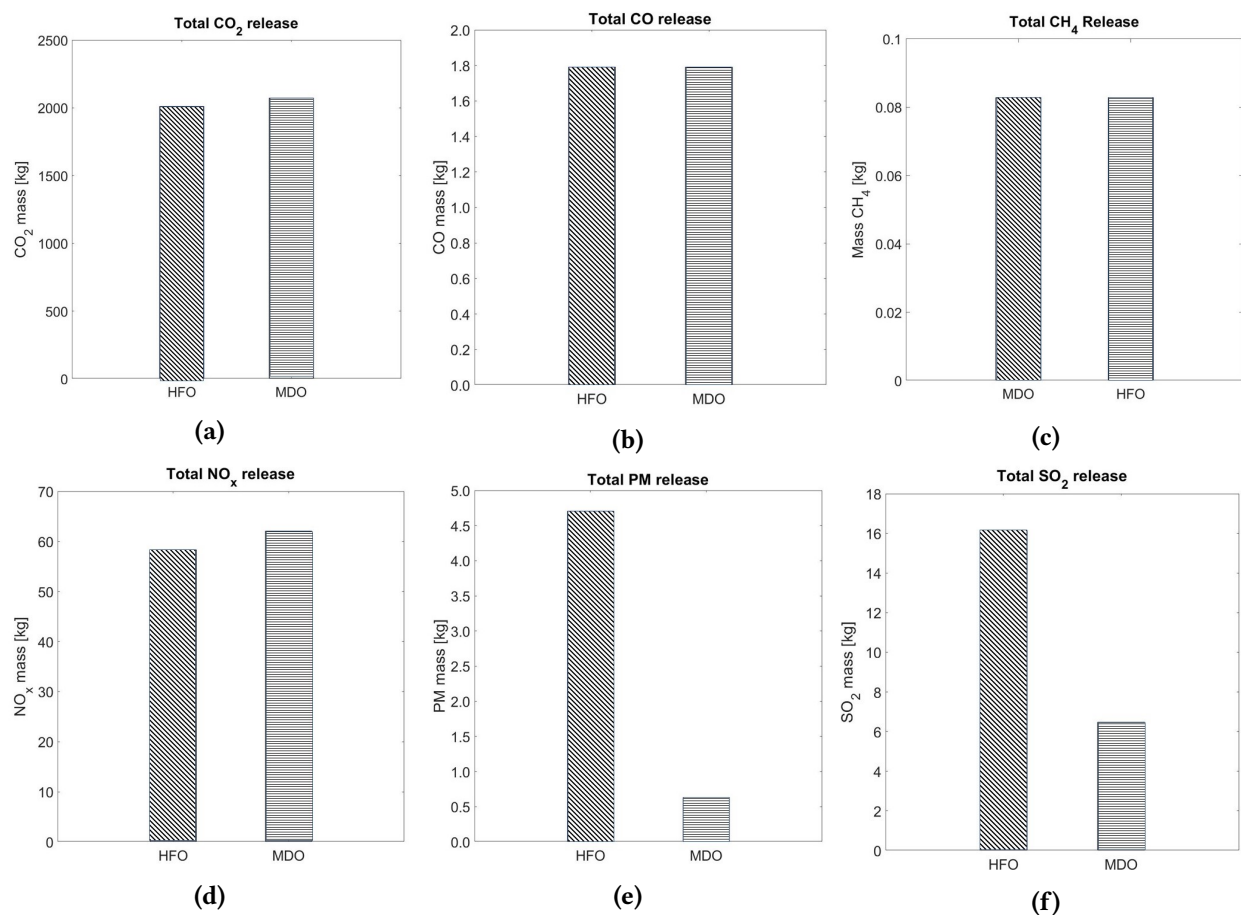 Total CO2 release
2500
2000
1500
1000
500
0
CO2 mass [kg]
HFO MDO
(a)
Total CO release
2.0
1.8
1.6
1.4
1.2
1.0
0.8
0.6
0.4
0.2
0.0
CO mass [kg]
HFO MDO
(b)
Total CH4 Release
0.1
0.08
0.06
0.04
0.02
0
Mass CH4 [kg]
MDO HFO
(c)
Total NOx release
70
60
50
40
30
20
10
0
NOx mass [kg]
HFO MDO
(d)
Total PM release
5.0
4.5
4.0
3.5
3.0
2.5
2.0
1.5
1.0
0.5
0.0
PM mass [kg]
HFO MDO
(e)
Total SO2 release
18
16
14
12
10
8
6
4
2
0
SO2 mass [kg]
HFO MDO
(f)